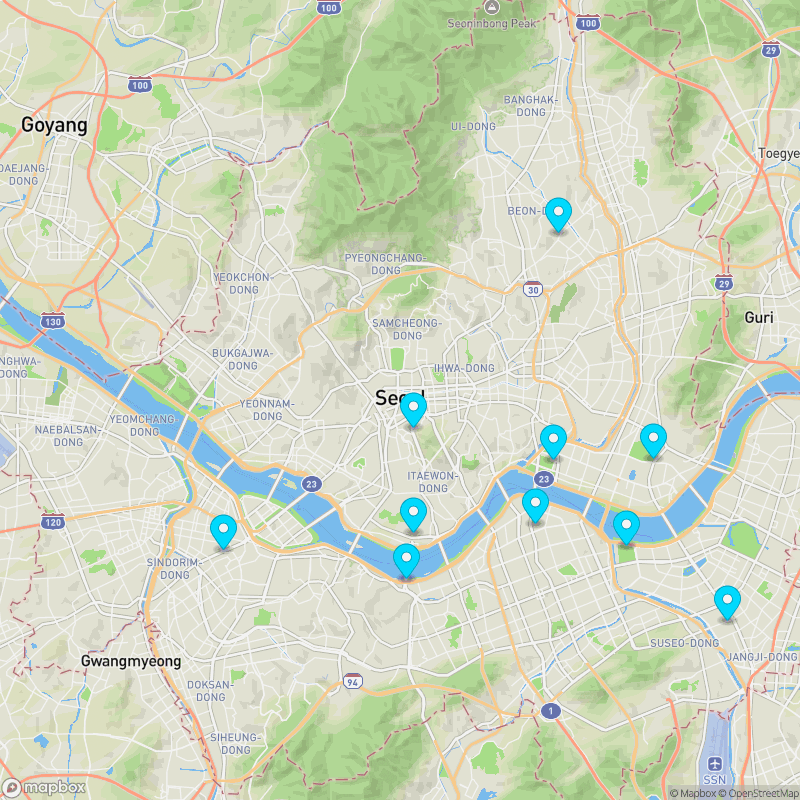 100
Seoninbong Peak
29
100
100
BANGHAK-
DONG
Goyang
UI-DONG
Toegye
DAEJANG-
DONG
BEON-D
PYEONGCHANG-
DONG
YEOKCHON-
DONG
30
29
130
SAMCHEONG-
DONG
Guri
BUKGAJWA-
DONG
IHWA-DONG
NGHWA-
DONG
Se
YEONNAM-
DONG
YEOMCHANG
DONG
NAEBALSAN-
DONG
ITAEWON-
DONG
23
23
120
SINDORIM-
DONG
SUSEO-DONG
Gwangmyeong
JANGJI-DONG
DOKSAN-
DONG
94
1
SIHEUNG-
DONG
SSN
mapbox
© Mapbox © OpenStreetMap